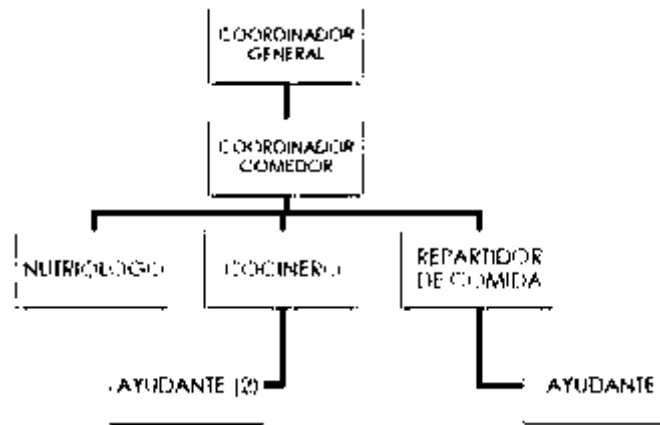 COORDINADOR
GENERAL
COORDINADOR
COMEDOR
NUTRIOLOGO
COCINERO
REPARTIDOR
DE COMIDA
AYUDANTE (2)
AYUDANTE